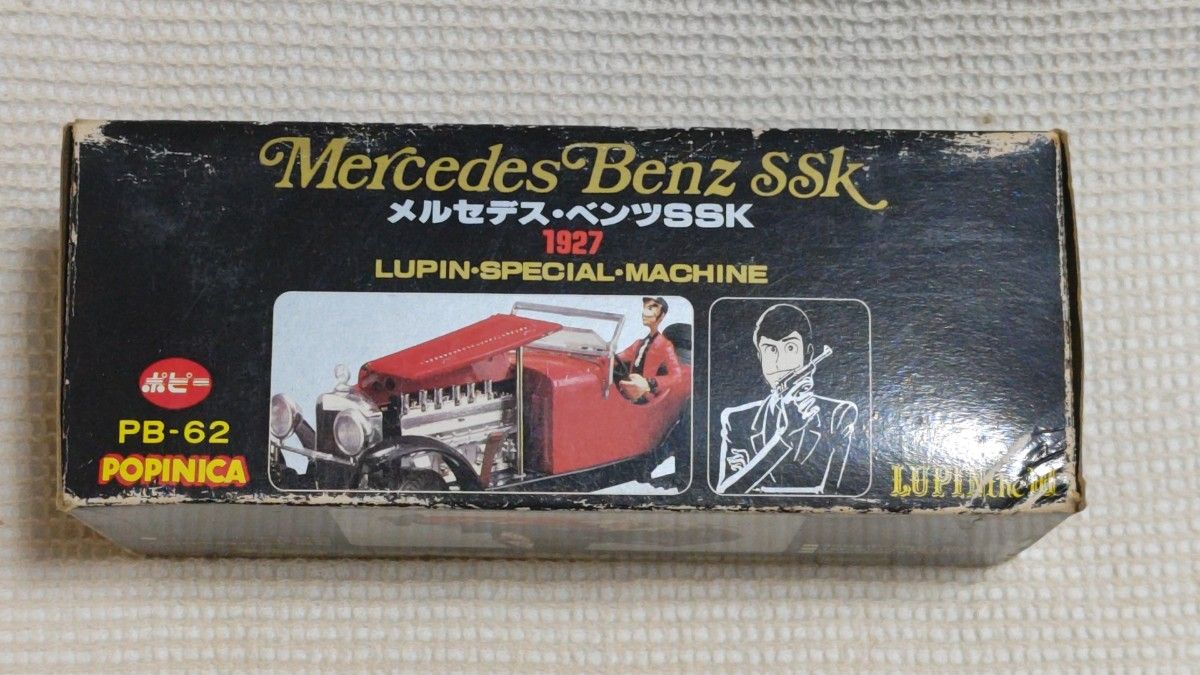 Mercedes Benz SSk
メルセデス・ベンツSSK
1927
LUPIN・SPECIAL・MACHINE
ポピー
PB-62
POPINICA
LUPIN